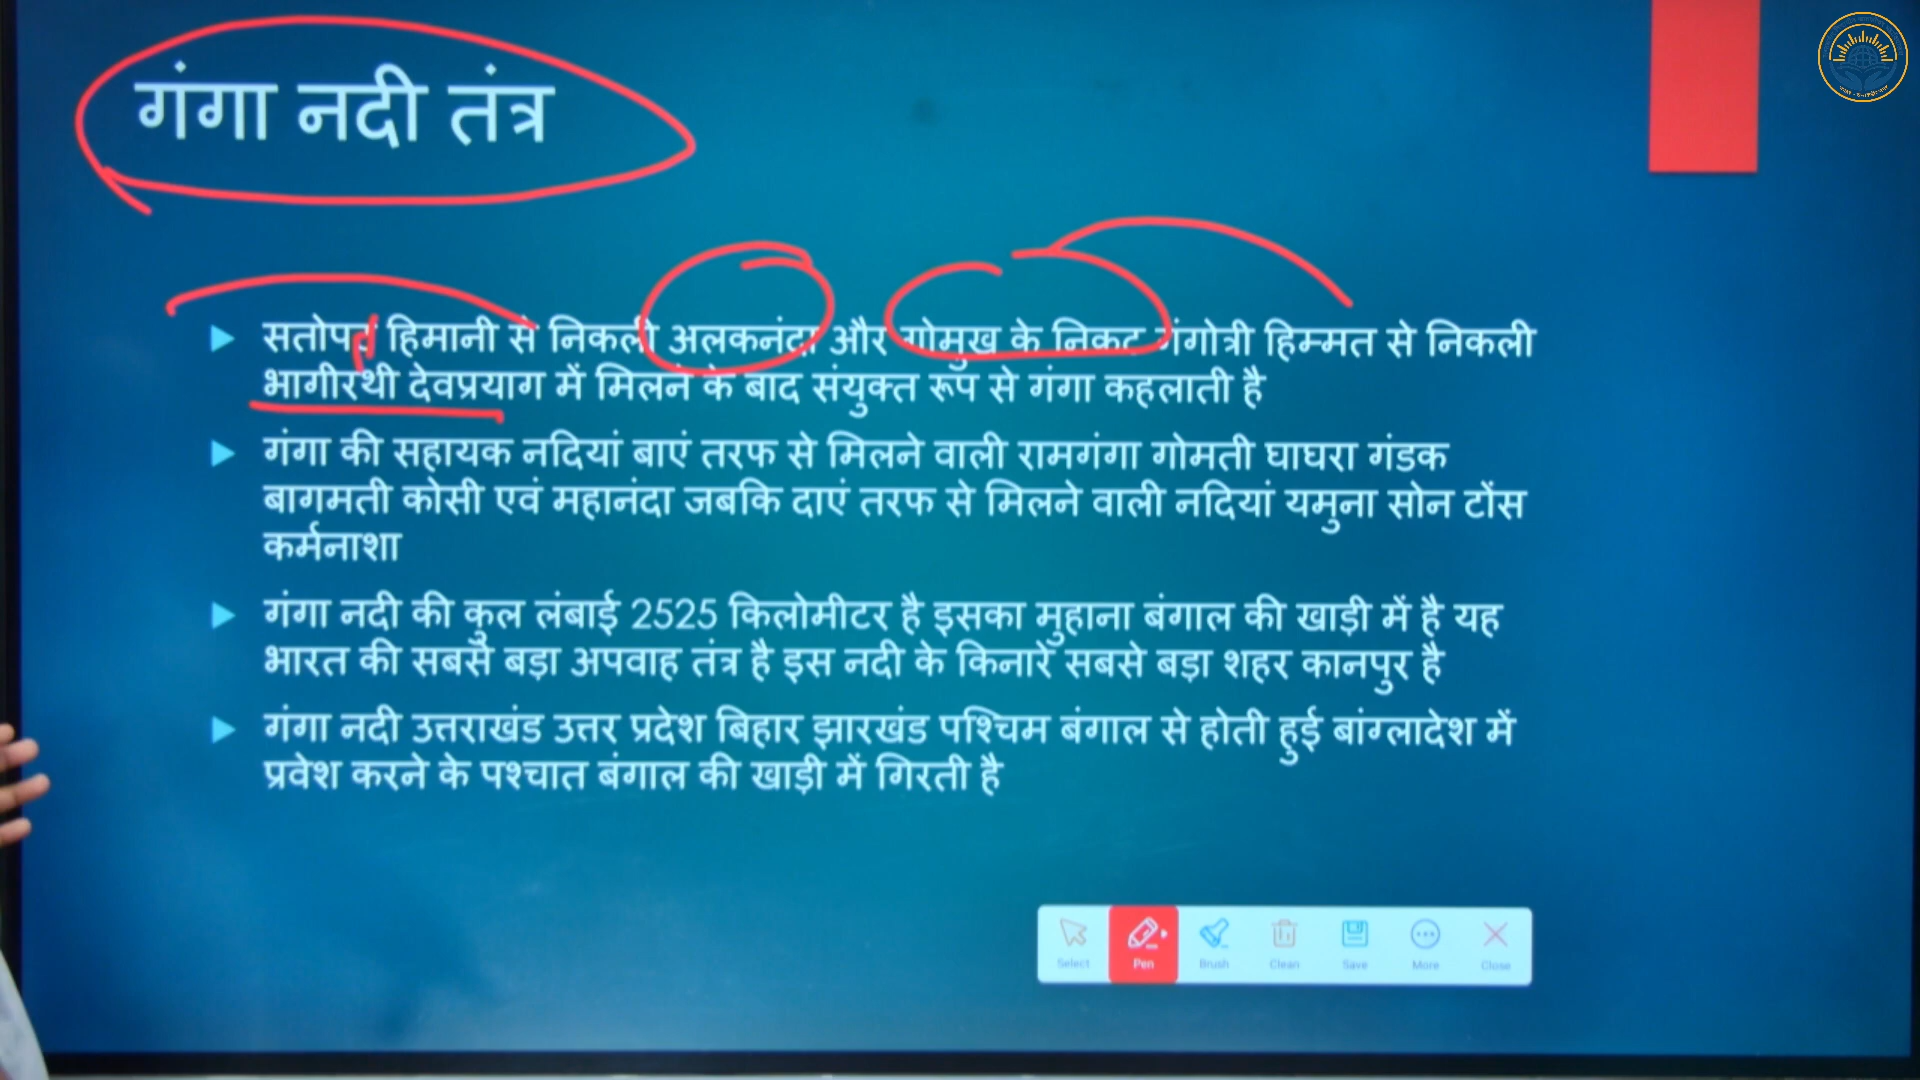 गंगा नदी तंत्र
सतोपत हिमानी से निकली अलकनंदा और गोमुख के निकट गंगोत्री हिम्मत से निकली
भागीरथी देवप्रयाग में मिलने के बाद संयुक्त रूप से गंगा कहलाती है
गंगा की सहायक नदियां बाएं तरफ से मिलने वाली रामगंगा गोमती घाघरा गंडक
बागमती कोसी एवं महानंदा जबकि दाएं तरफ से मिलने वाली नदियां यमुना सोन टोंस
कर्मनाशा
गंगा नदी की कुल लंबाई 2525 किलोमीटर है इसका मुहाना बंगाल की खाड़ी में है यह
भारत की सबसे बड़ा अपवाह तंत्र है इस नदी के किनारे सबसे बड़ा शहर कानपुर है
गंगा नदी उत्तराखंड उत्तर प्रदेश बिहार झारखंड पश्चिम बंगाल से होती हुई बांग्लादेश में
प्रवेश करने के पश्चात बंगाल की खाड़ी में गिरती है
Select Pen Brush Clean Save More Close